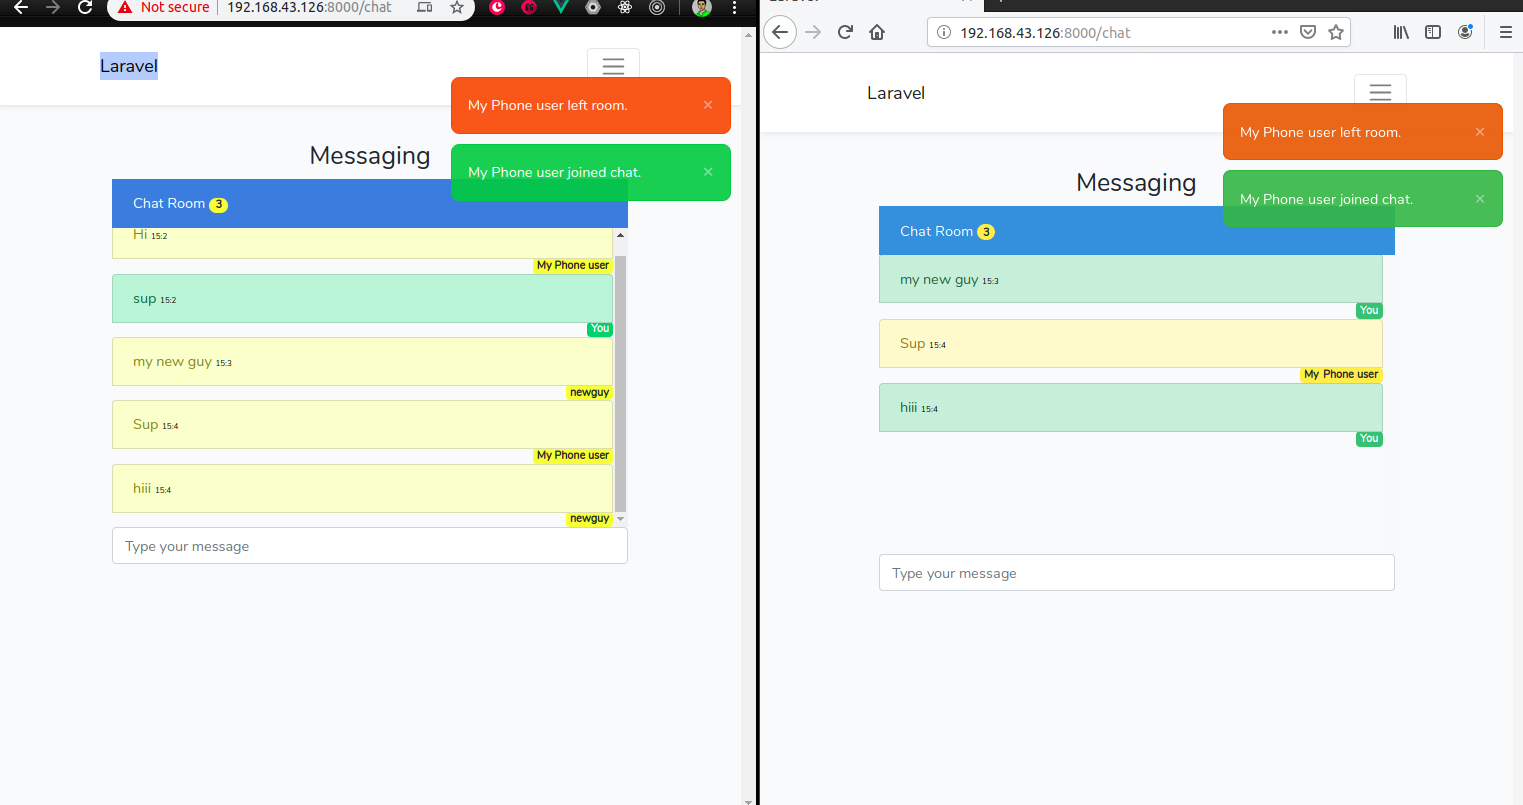 Not secure 192.168.43.126:8000/chat
Laravel
My Phone user left room. ×
Messaging
My Phone user joined chat. ×
Chat Room 3
Hi 15:2
My Phone user
sup 15:2
You
my new guy 15:3
newguy
Sup 15:4
My Phone user
hiii 15:4
newguy
Type your message
192.168.43.126:8000/chat
Laravel
My Phone user left room. ×
Messaging
My Phone user joined chat. ×
Chat Room 3
my new guy 15:3
You
Sup 15:4
My Phone user
hiii 15:4
You
Type your message